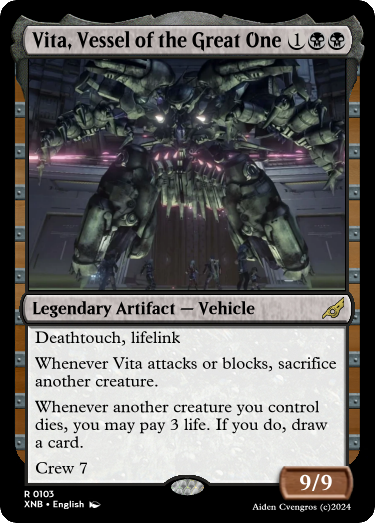 Vita, Vessel of the Great One 1
Legendary Artifact — Vehicle
Deathtouch, lifelink
Whenever Vita attacks or blocks, sacrifice
another creature.
Whenever another creature you control
dies, you may pay 3 life. If you do, draw
a card.
Crew 7
9/9
R 0103
XNB • English
Aiden Cvengros (c)2024